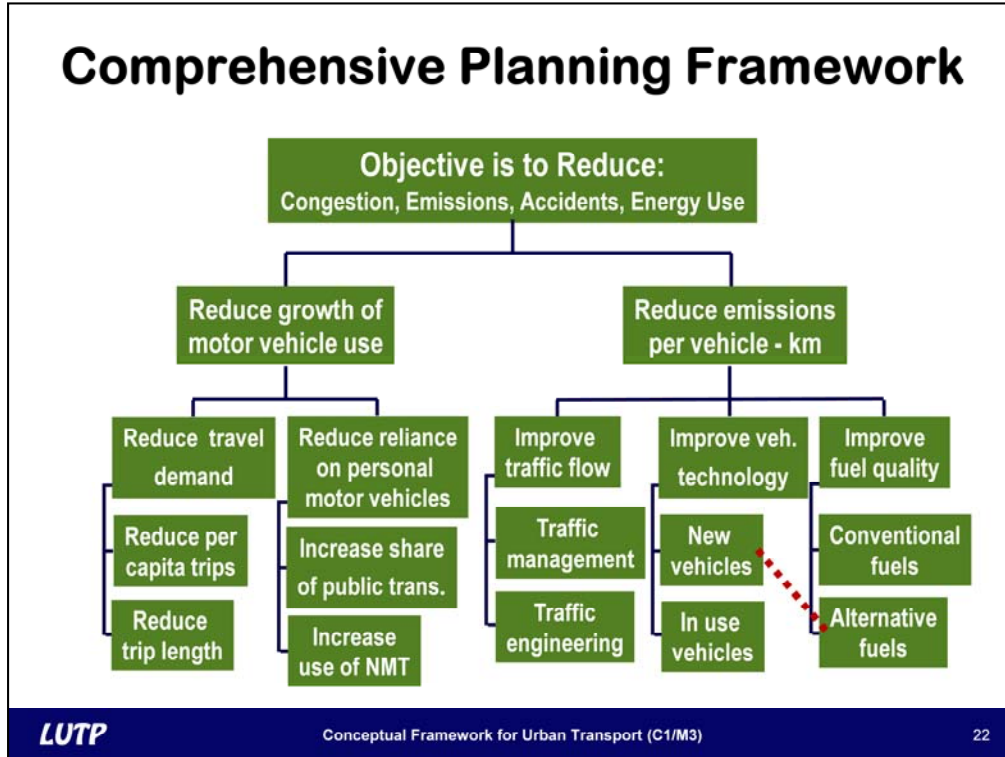 Comprehensive Planning Framework
Objective is to Reduce:
Congestion, Emissions, Accidents, Energy Use
Reduce growth of
motor vehicle use
Reduce emissions
per vehicle - km
Reduce travel
demand
Reduce per
capita trips
Reduce
trip length
Reduce reliance
on personal
motor vehicles
Increase share
of public trans.
Increase
use of NMT
Improve
traffic flow
Traffic
management
Traffic
engineering
Improve veh.
technology
New
vehicles
In use
vehicles
Improve
fuel quality
Conventional
fuels
Alternative
fuels
LUTP
Conceptual Framework for Urban Transport (C1/M3)
22